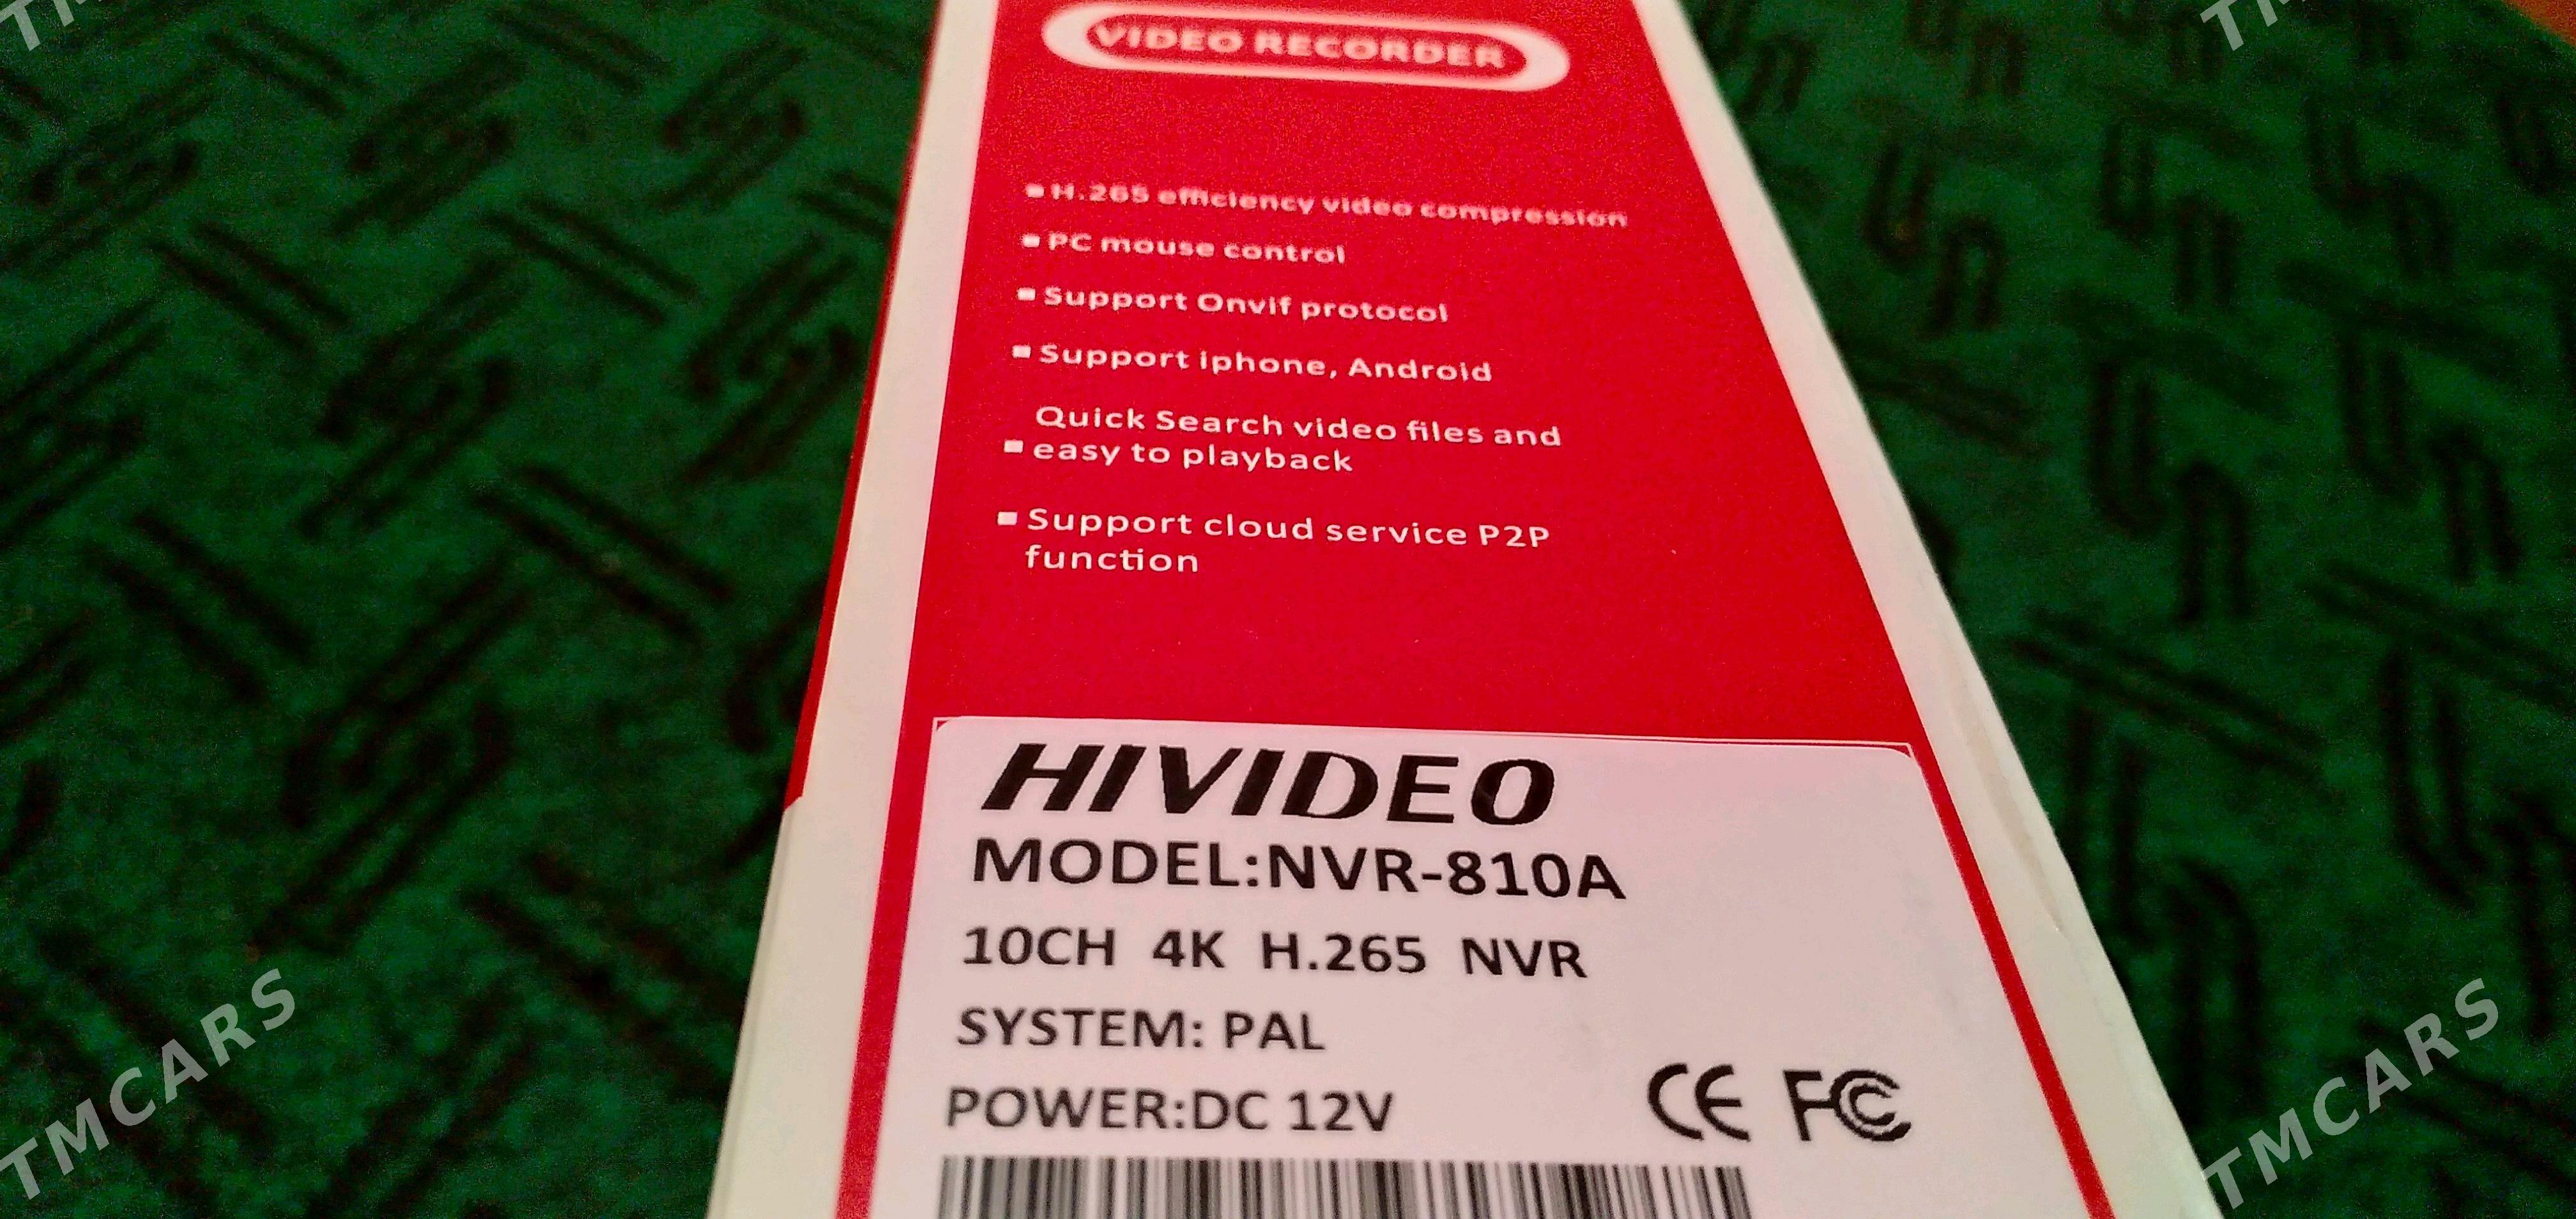 VIDEO RECORDER
▪ H.265 efficiency video compression
▪ PC mouse control
▪ Support Onvif protocol
▪ Support iphone, Android
Quick Search video files and
▪ easy to playback
▪ Support cloud service P2P
function
HIVIDEO
MODEL:NVR-810A
10CH 4K H.265 NVR
SYSTEM: PAL
POWER:DC 12V
CE FC
TMCARS
TMCARS